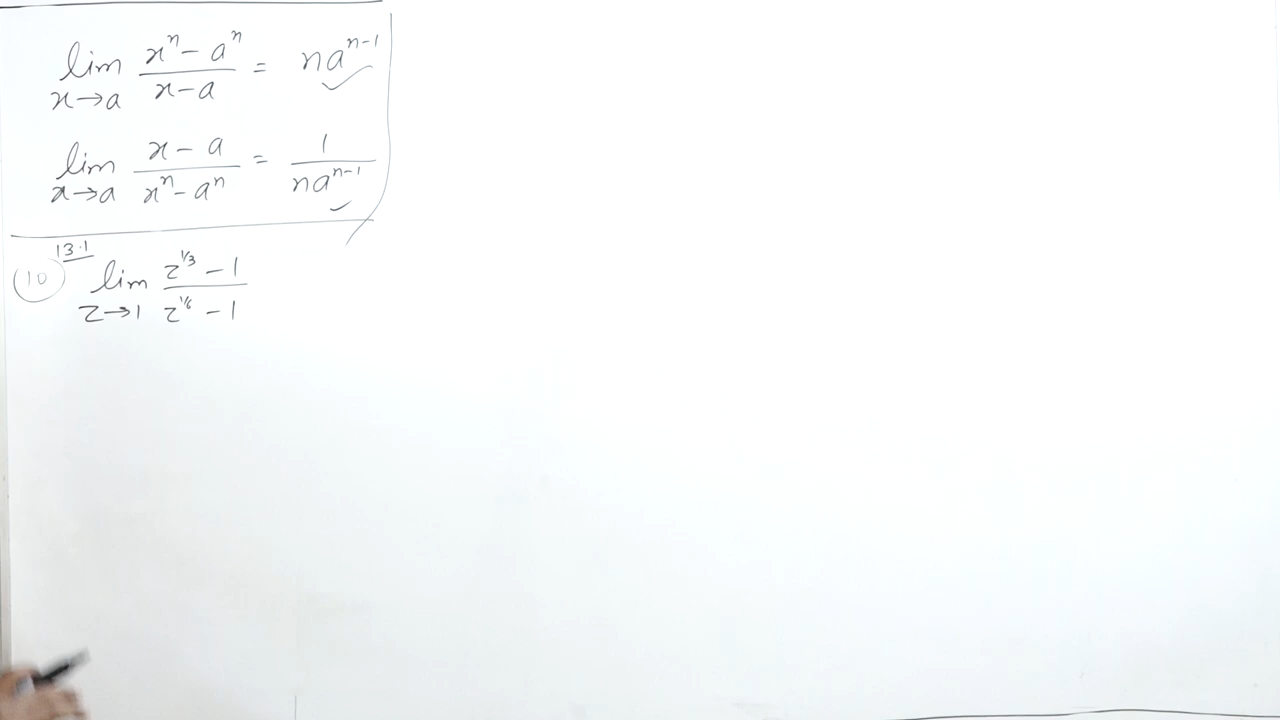 lim x→a (xⁿ − aⁿ)/(x − a) = naⁿ⁻¹
lim x→a (x − a)/(xⁿ − aⁿ) = 1/(naⁿ⁻¹)
13.1
10 lim z→1 (z^{1/3} − 1)/(z^{1/6} − 1)